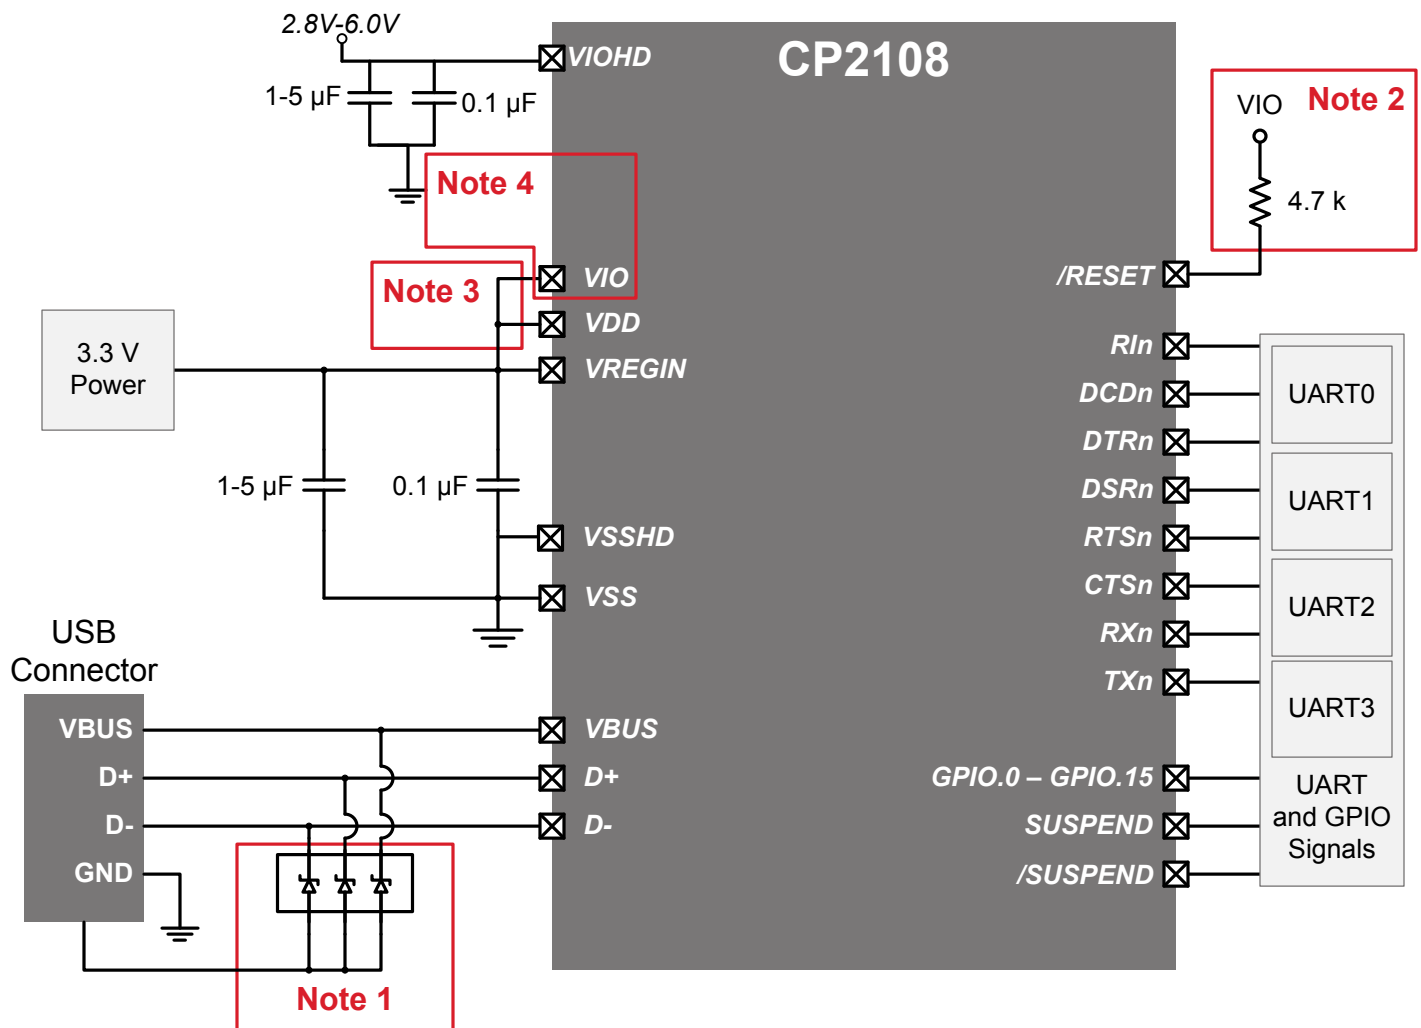 2.8V-6.0V
1-5 µF
0.1 µF
CP2108
VIOHD
Note 2
VIO
4.7 k
Note 4
VIO
/RESET
Note 3
VDD
3.3 V
Power
VREGIN
RIn
DCDn
DTRn
DSRn
RTSn
CTSn
RXn
TXn
UART0
UART1
UART2
UART3
1-5 µF
0.1 µF
VSSHD
VSS
USB
Connector
VBUS
D+
D-
GND
VBUS
D+
D-
GPIO.0 – GPIO.15
SUSPEND
/SUSPEND
UART
and GPIO
Signals
Note 1